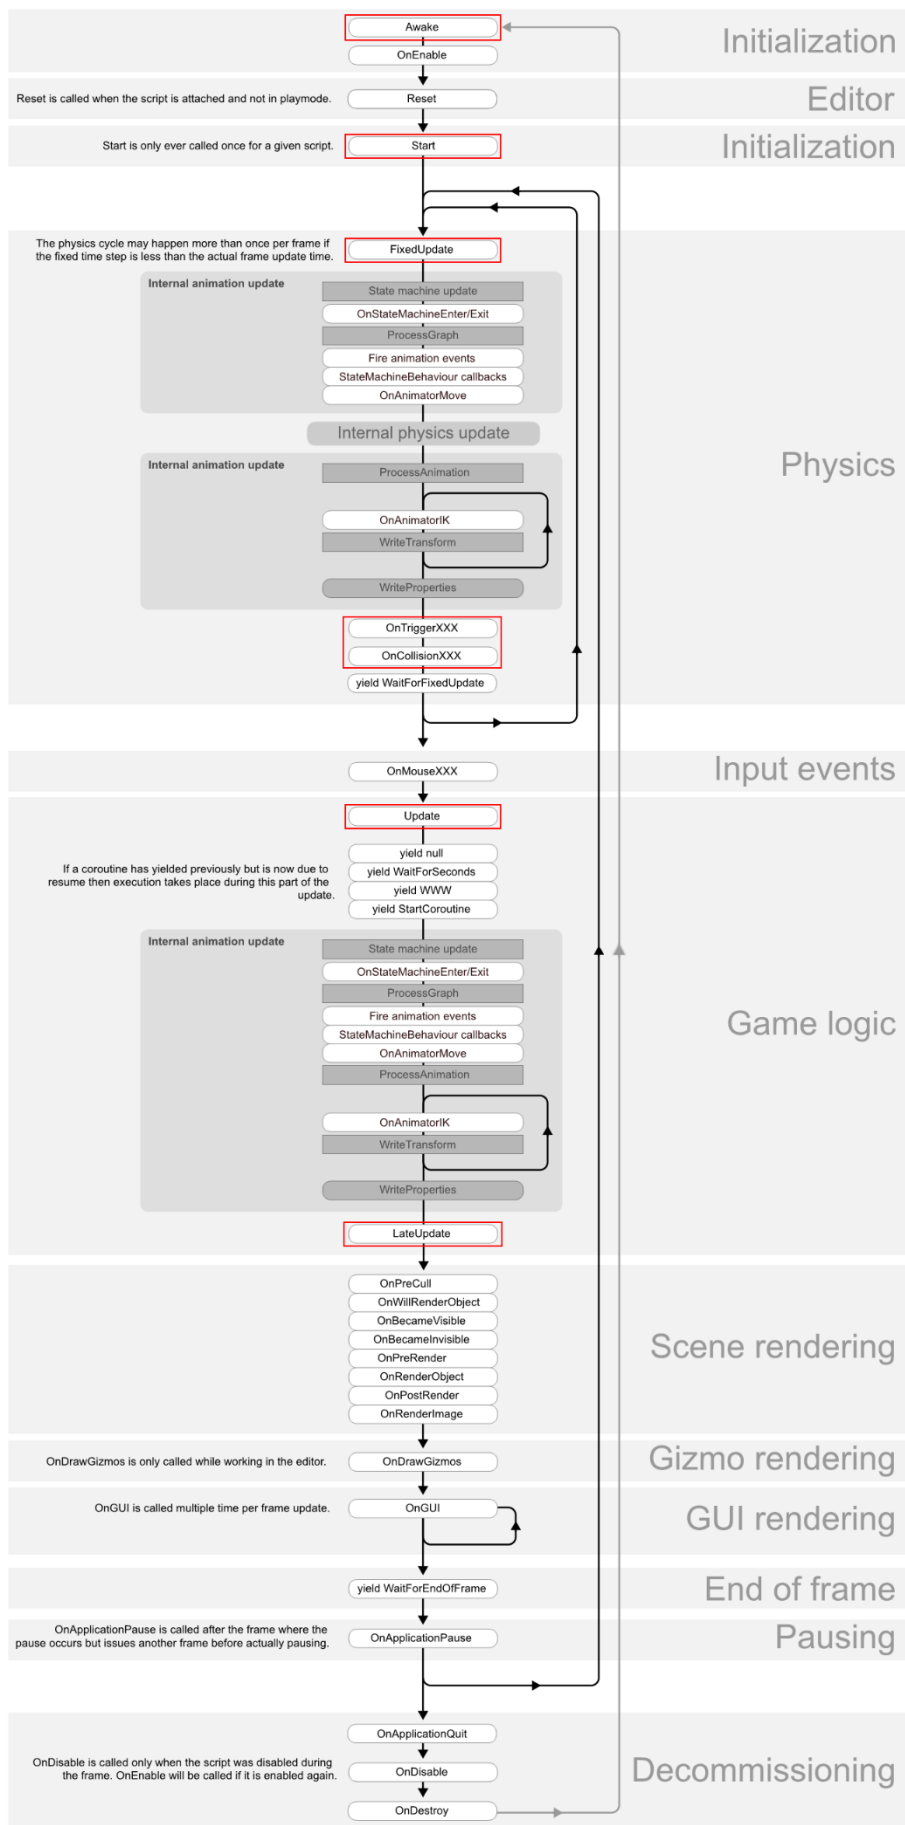 Awake
Initialization
OnEnable
Reset is called when the script is attached and not in playmode.
Reset
Editor
Start is only ever called once for a given script.
Start
Initialization
The physics cycle may happen more than once per frame if
the fixed time step is less than the actual frame update time.
FixedUpdate
Internal animation update
State machine update
OnStateMachineEnter/Exit
ProcessGraph
Fire animation events
StateMachineBehaviour callbacks
OnAnimatorMove
Internal physics update
Physics
Internal animation update
ProcessAnimation
OnAnimatorIK
WriteTransform
WriteProperties
OnTriggerXXX
OnCollisionXXX
yield WaitForFixedUpdate
OnMouseXXX
Input events
Update
yield null
If a coroutine has yielded previously but is now due to
resume then execution takes place during this part of the
update.
yield WaitForSeconds
yield WWW
yield StartCoroutine
Internal animation update
State machine update
OnStateMachineEnter/Exit
ProcessGraph
Fire animation events
Game logic
StateMachineBehaviour callbacks
OnAnimatorMove
ProcessAnimation
OnAnimatorIK
WriteTransform
WriteProperties
LateUpdate
OnPreCull
OnWillRenderObject
OnBecameVisible
OnBecameInvisible
Scene rendering
OnPreRender
OnRenderObject
OnPostRender
OnRenderImage
OnDrawGizmos is only called while working in the editor.
OnDrawGizmos
Gizmo rendering
OnGUI is called multiple time per frame update.
OnGUI
GUI rendering
yield WaitForEndOfFrame
End of frame
OnApplicationPause is called after the frame where the
pause occurs but issues another frame before actually pausing.
OnApplicationPause
Pausing
OnApplicationQuit
OnDisable is called only when the script was disabled during
the frame. OnEnable will be called if it is enabled again.
OnDisable
Decommissioning
OnDestroy